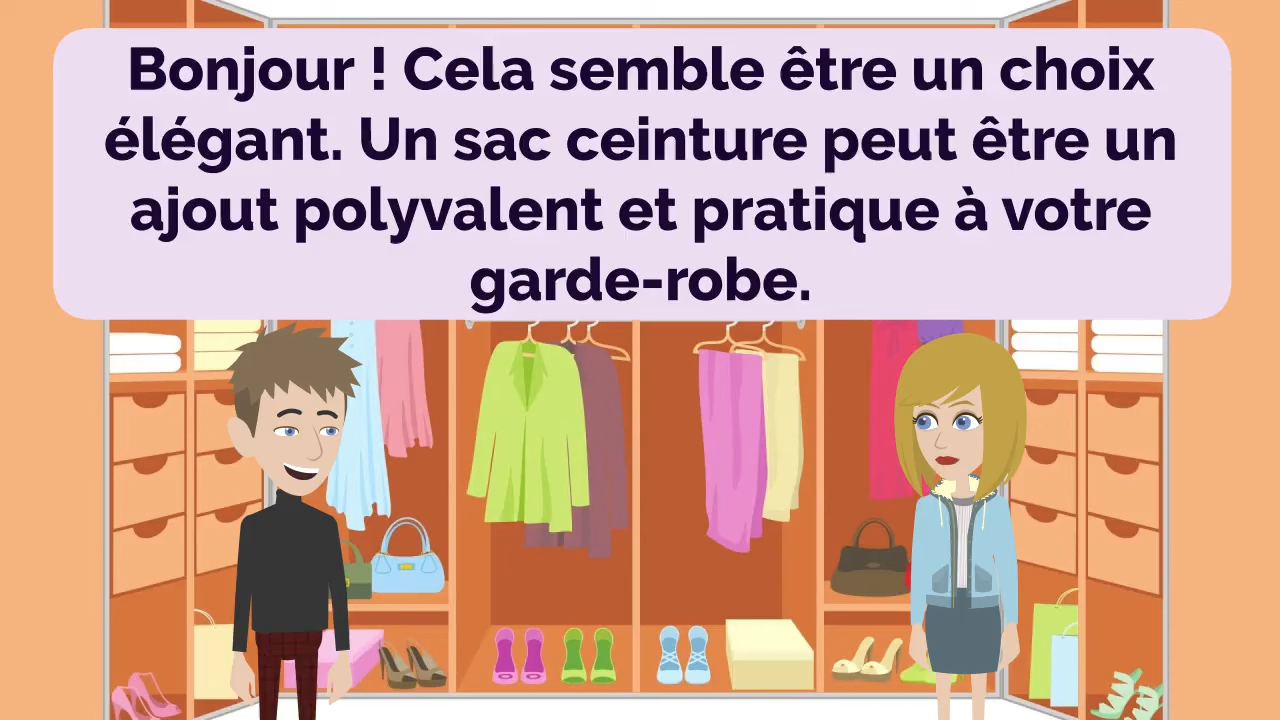 Bonjour ! Cela semble être un choix
élégant. Un sac ceinture peut être un
ajout polyvalent et pratique à votre
garde-robe.